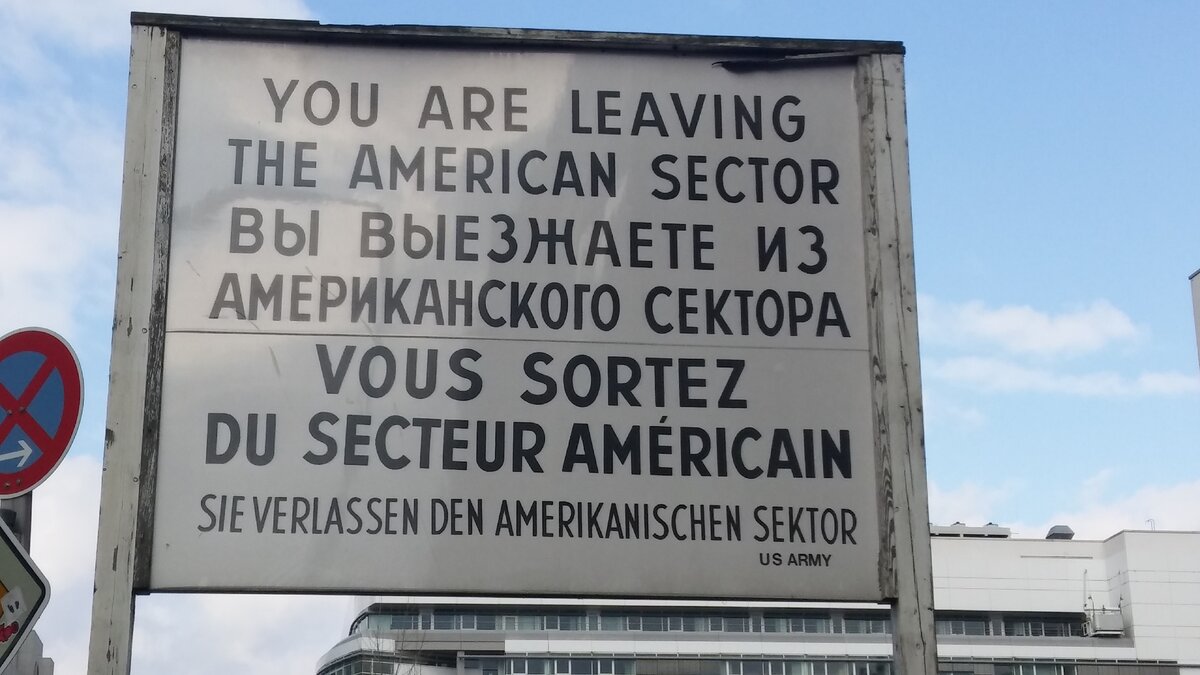 YOU ARE LEAVING
THE AMERICAN SECTOR
ВЫ ВЫЕЗЖАЕТЕ ИЗ
АМЕРИКАНСКОГО СЕКТОРА
VOUS SORTEZ
DU SECTEUR AMÉRICAIN
SIE VERLASSEN DEN AMERIKANISCHEN SEKTOR
US ARMY